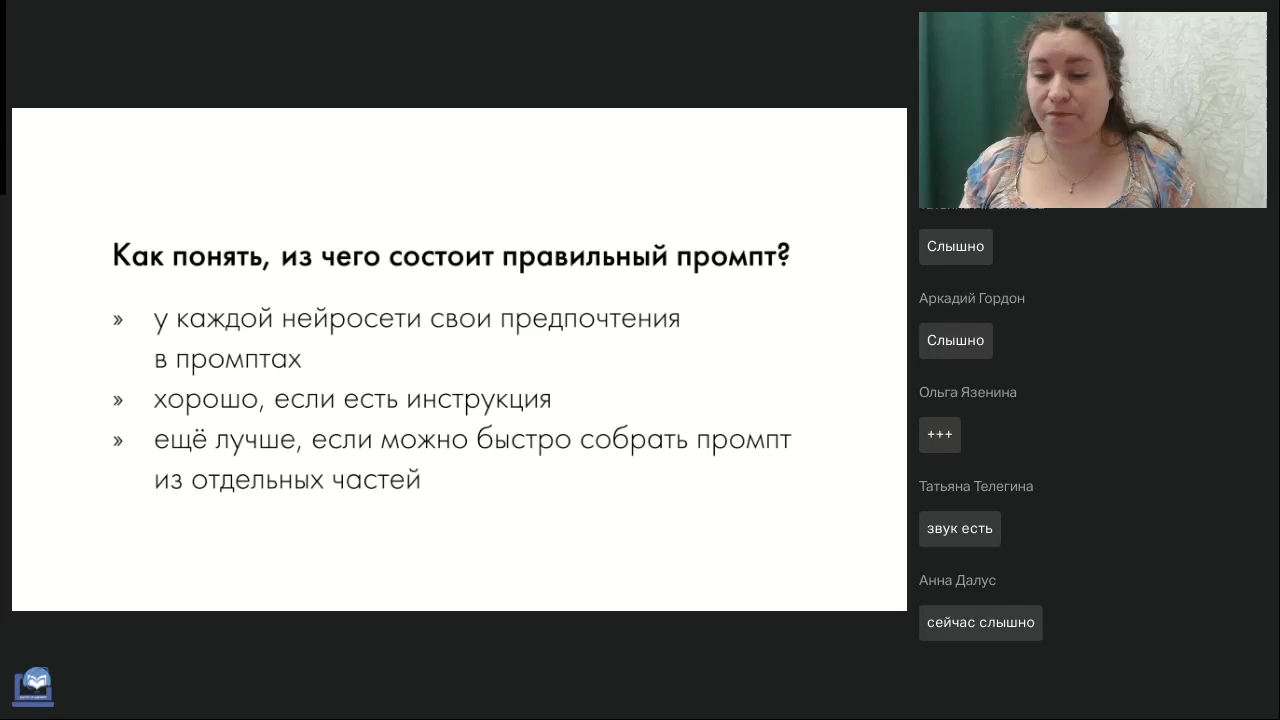 Как понять, из чего состоит правильный промпт?
» у каждой нейросети свои предпочтения
в промптах
» хорошо, если есть инструкция
» ещё лучше, если можно быстро собрать промпт
из отдельных частей
Слышно
Аркадий Гордон
Слышно
Ольга Язенина
+++
Татьяна Телегина
звук есть
Анна Далус
сейчас слышно